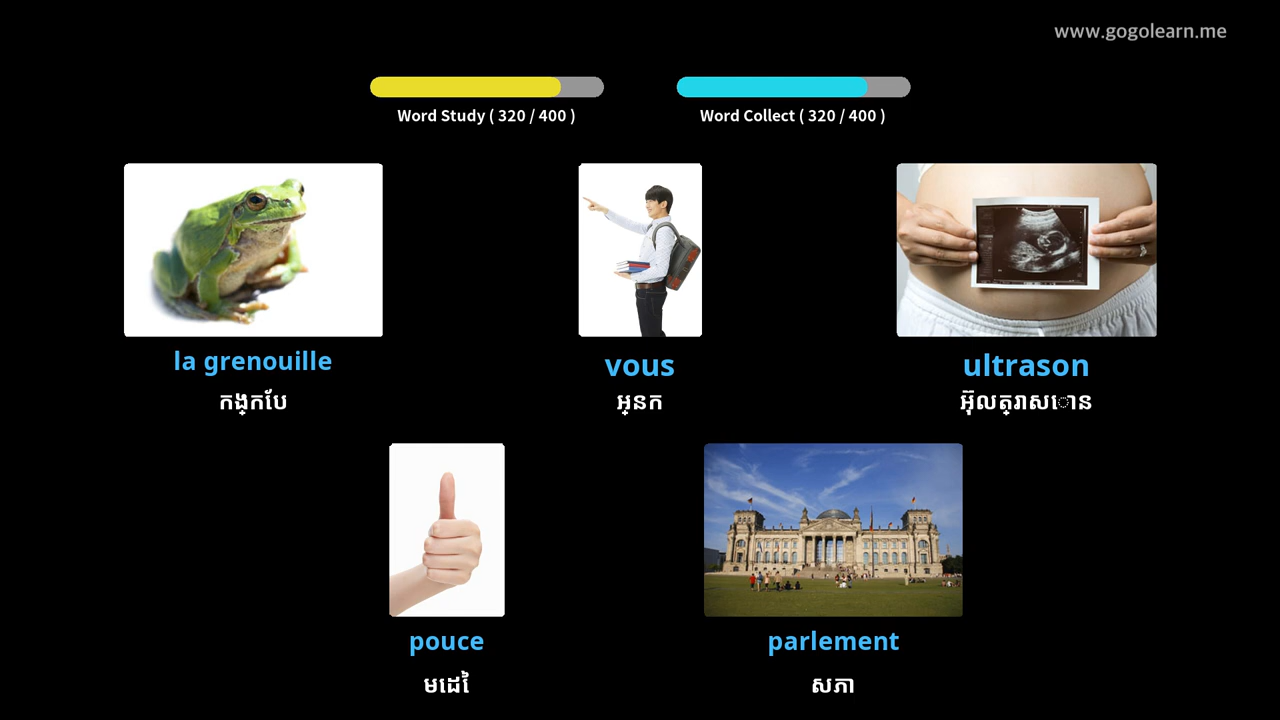 www.gogolearn.me
Word Study ( 320 / 400 )
Word Collect ( 320 / 400 )
la grenouille
កង្កែប
vous
អ្នក
ultrason
អ៊ុលត្រាសោន
pouce
មេដៃ
parlement
សភា